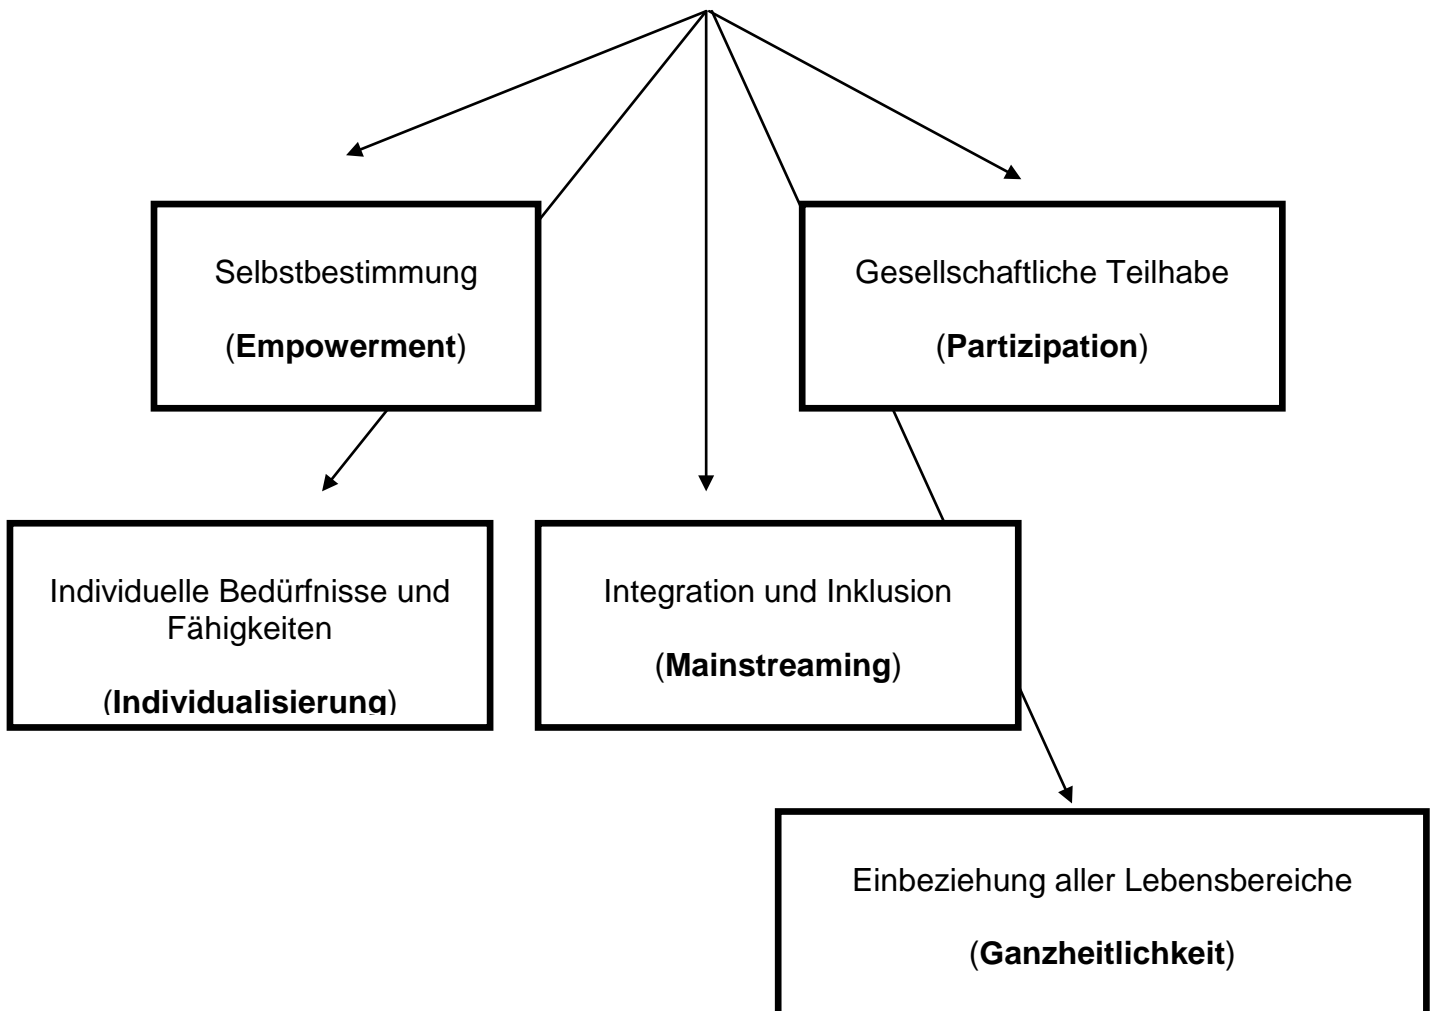 Selbstbestimmung
(Empowerment)
Gesellschaftliche Teilhabe
(Partizipation)
Individuelle Bedürfnisse und
Fähigkeiten
(Individualisierung)
Integration und Inklusion
(Mainstreaming)
Einbeziehung aller Lebensbereiche
(Ganzheitlichkeit)